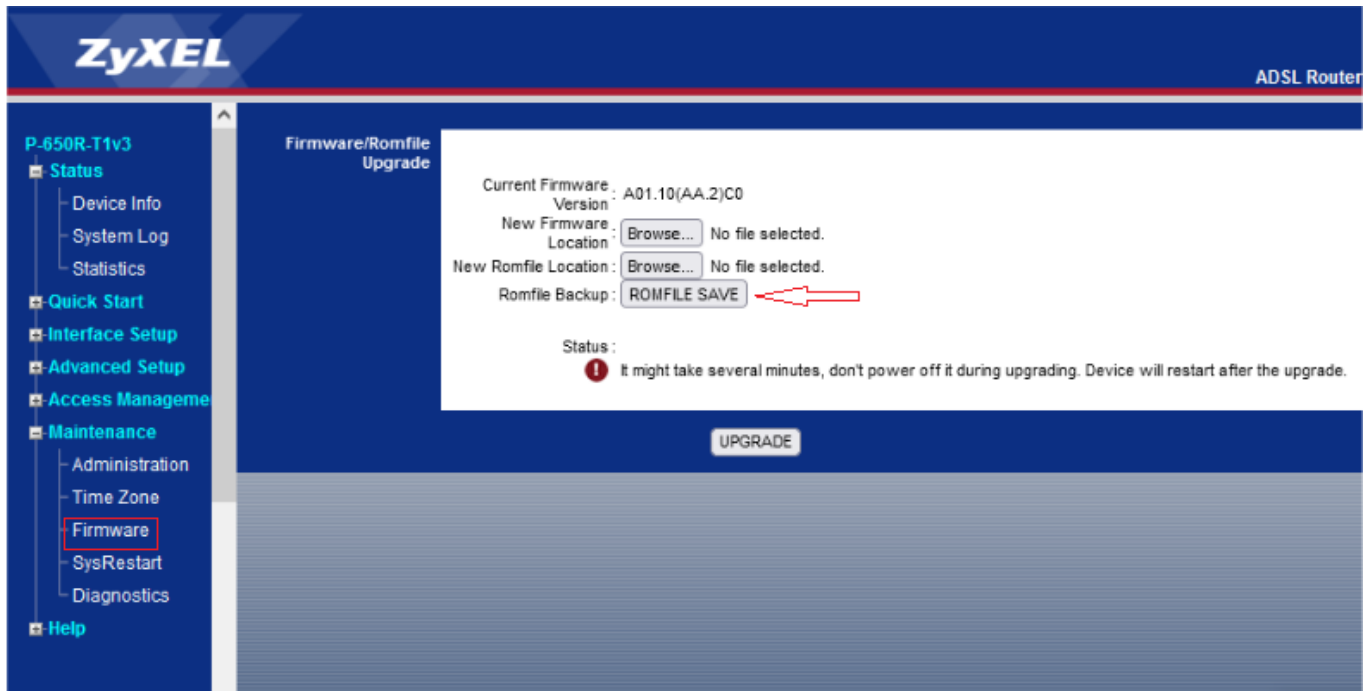 ZyXEL
ADSL Router
P-650R-T1v3
Status
Device Info
System Log
Statistics
Quick Start
Interface Setup
Advanced Setup
Access Manageme
Maintenance
Administration
Time Zone
Firmware
SysRestart
Diagnostics
Help
Firmware/Romfile
Upgrade
Current Firmware
Version : A01.10(AA.2)C0
New Firmware
Location : Browse... No file selected.
New Romfile Location : Browse... No file selected.
Romfile Backup : ROMFILE SAVE
Status :
It might take several minutes, don't power off it during upgrading. Device will restart after the upgrade.
UPGRADE